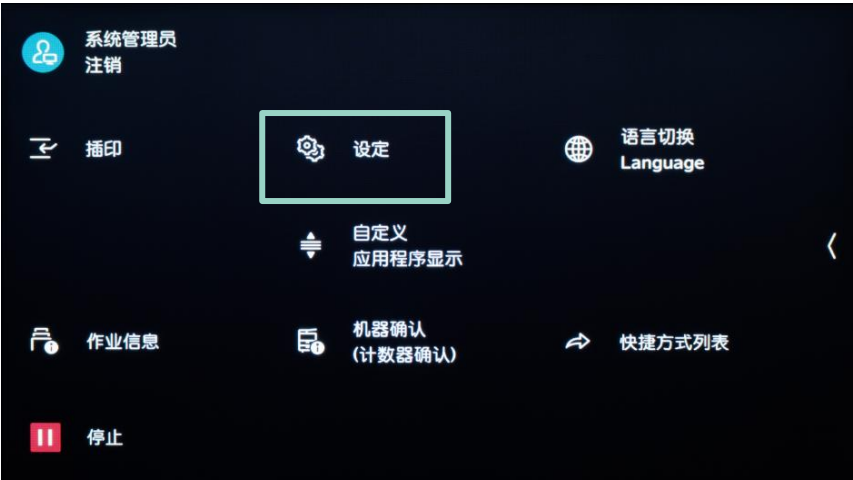 系统管理员
注销
插印
设定
语言切换
Language
自定义
应用程序显示
作业信息
机器确认
(计数器确认)
快捷方式列表
停止